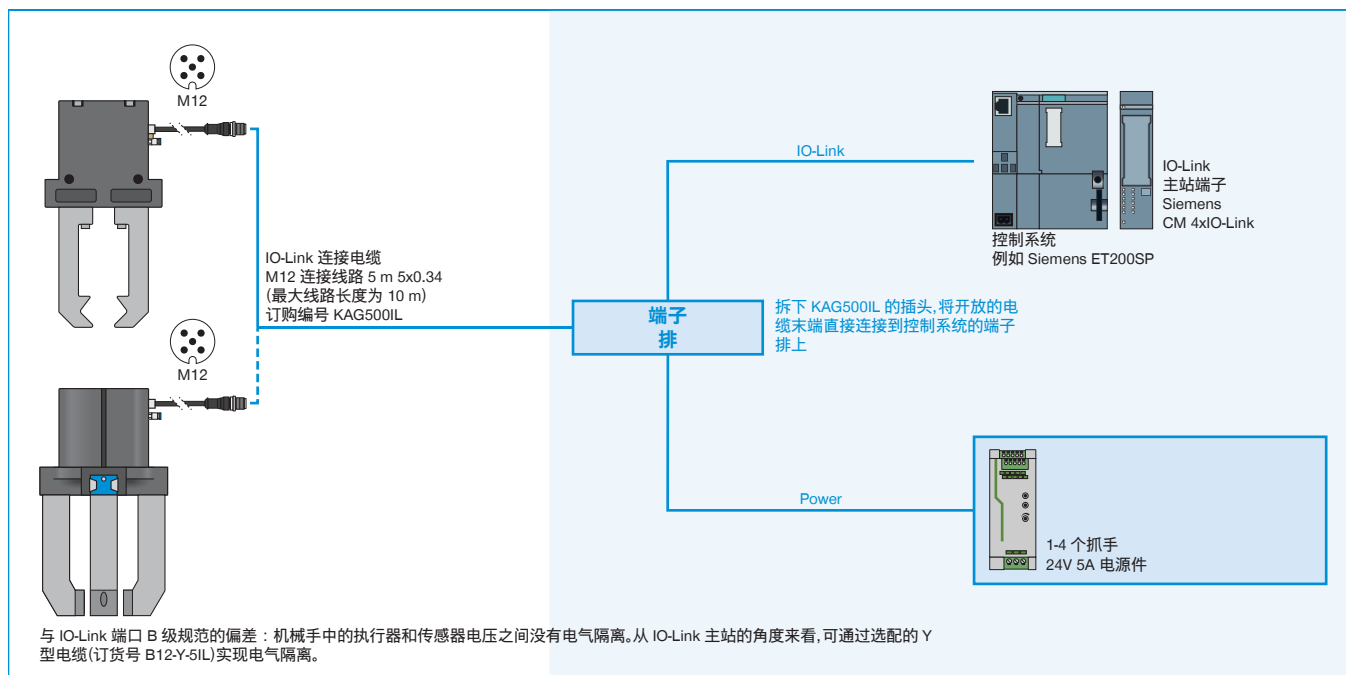 M12
IO-Link 连接电缆
M12 连接线路 5 m 5x0.34
(最大线路长度为 10 m)
订购编号 KAG500IL
M12
IO-Link
端子
排
拆下 KAG500IL 的插头,将开放的电
缆末端直接连接到控制系统的端子
排上
IO-Link
主站端子
Siemens
CM 4xIO-Link
控制系统
例如 Siemens ET200SP
Power
1-4 个抓手
24V 5A 电源件
与 IO-Link 端口 B 级规范的偏差：机械手中的执行器和传感器电压之间没有电气隔离。从 IO-Link 主站的角度来看,可通过选配的 Y
型电缆(订货号 B12-Y-5IL)实现电气隔离。